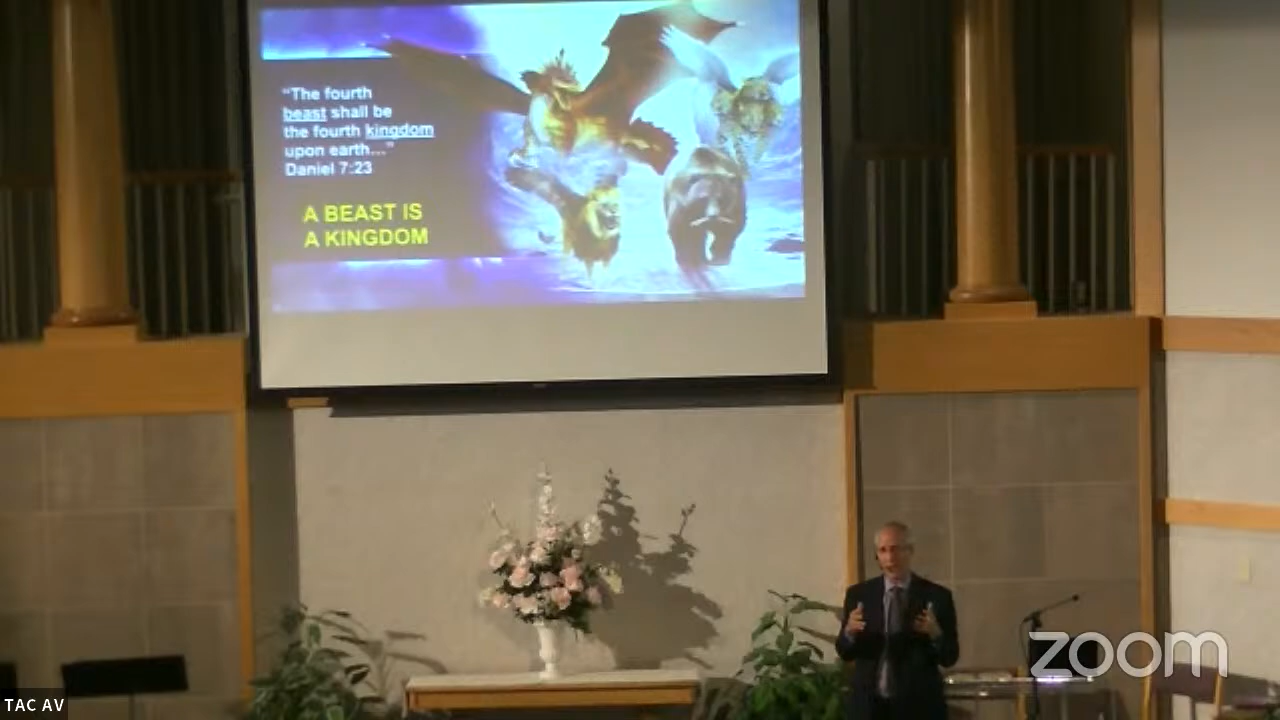 “The fourth
beast shall be
the fourth kingdom
upon earth...”
Daniel 7:23
A BEAST IS
A KINGDOM
zoom
TAC AV